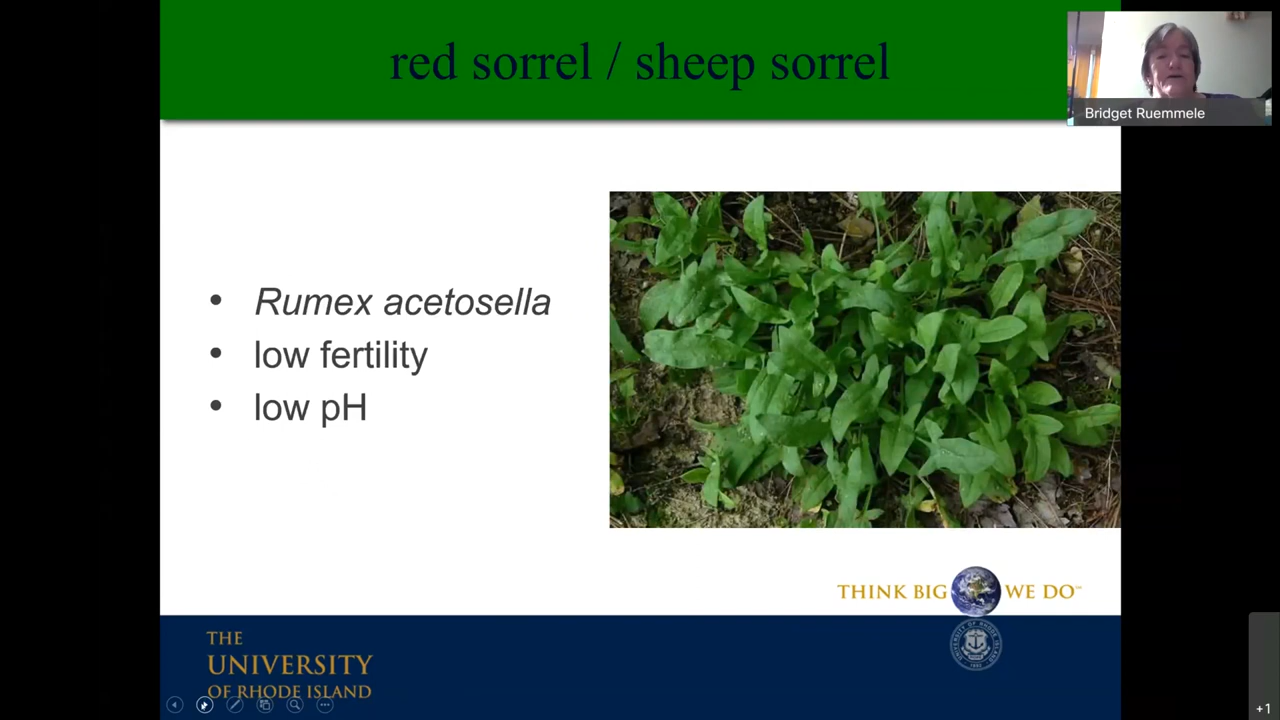 red sorrel / sheep sorrel
Bridget Ruemmele
• Rumex acetosella
• low fertility
• low pH
THINK BIG WE DO™
THE
UNIVERSITY
OF RHODE ISLAND
+1